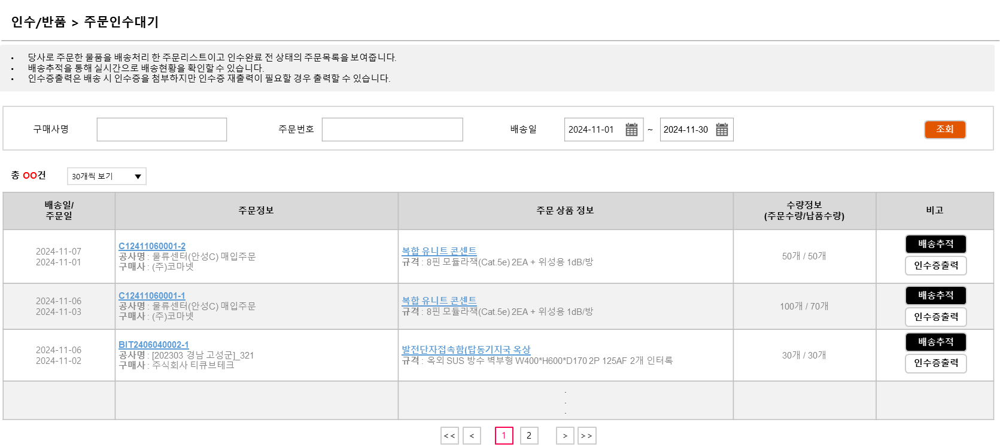 인수/반품 > 주문인수대기
• 당사로 주문한 물품을 배송처리 한 주문리스트이고 인수완료 전 상태의 주문목록을 보여줍니다.
• 배송추적을 통해 실시간으로 배송현황을 확인할수 있습니다.
• 인수증출력은 배송 시 인수증을 첨부하지만 인수증 재출력이 필요할 경우 출력할 수 있습니다.
구매사명 주문번호 배송일 2024-11-01 ~ 2024-11-30 조회
총 OO건 30개씩 보기 ▼
배송일/
주문일
주문정보
주문 상품 정보
수량정보
(주문수량/납품수량)
비고
2024-11-07
2024-11-01
C12411060001-2
공사명 : 물류센터(안성C) 매입주문
구매사 : (주)코마넷
복합 유니트 콘센트
규격 : 8핀 모듈라잭(Cat.5e) 2EA + 위성용 1dB/방
50개 / 50개
배송추적
인수증출력
2024-11-06
2024-11-03
C12411060001-1
공사명 : 물류센터(안성C) 매입주문
구매사 : (주)코마넷
복합 유니트 콘센트
규격 : 8핀 모듈라잭(Cat.5e) 2EA + 위성용 1dB/방
100개 / 70개
배송추적
인수증출력
2024-11-06
2024-11-02
BIT2406040002-1
공사명 : [202303 경남 고성군]_321
구매사 : 주식회사 티큐브테크
발전단자접속함(탑동기지국 옥상
규격 : 옥외 SUS 방수 벽부형 W400*H600*D170 2P 125AF 2개 인터록
30개 / 30개
배송추적
인수증출력
.
.
.
<< < 1 2 > >>